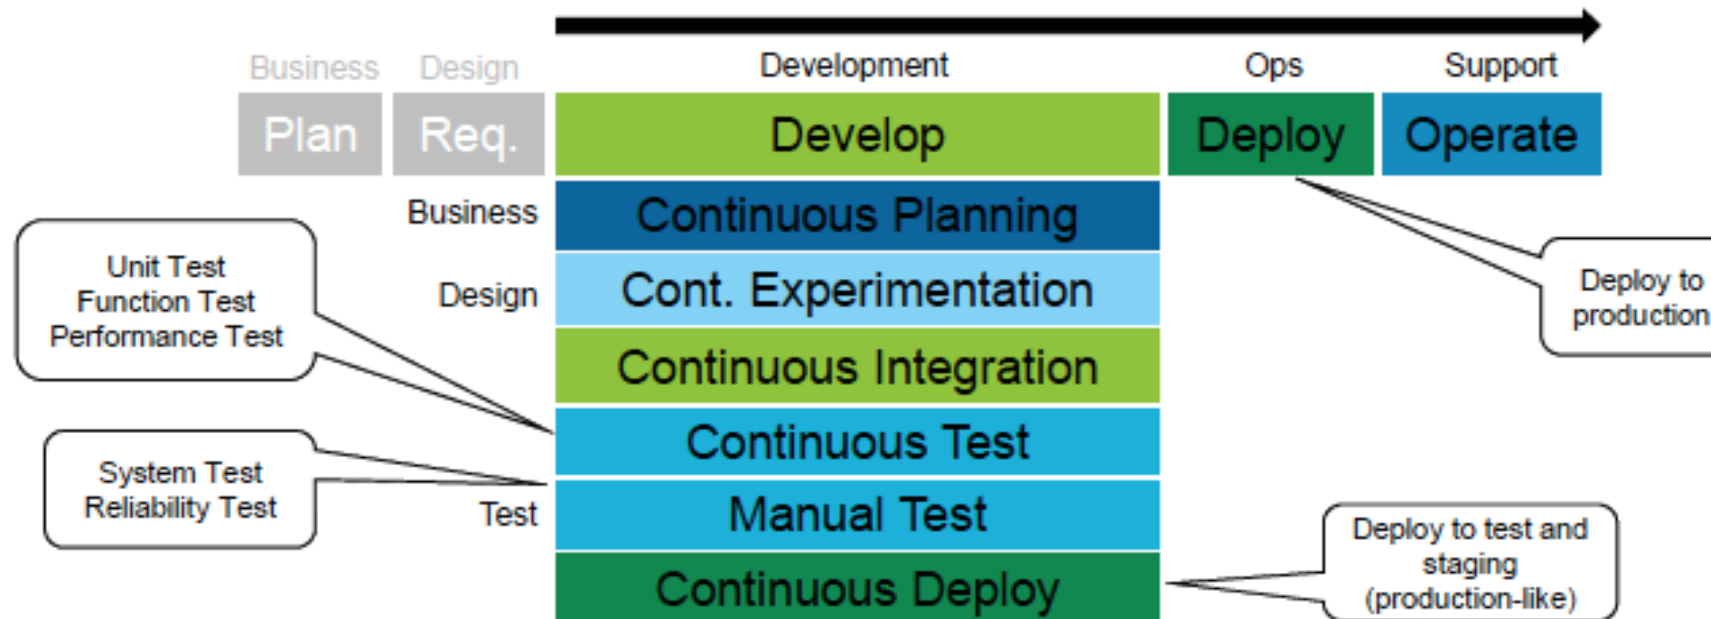 Business
Design
Development
Ops
Support
Plan
Req.
Develop
Deploy
Operate
Business
Continuous Planning
Unit Test
Function Test
Performance Test
Design
Cont. Experimentation
Deploy to
production
Continuous Integration
Continuous Test
System Test
Reliability Test
Test
Manual Test
Deploy to test and
staging
(production-like)
Continuous Deploy